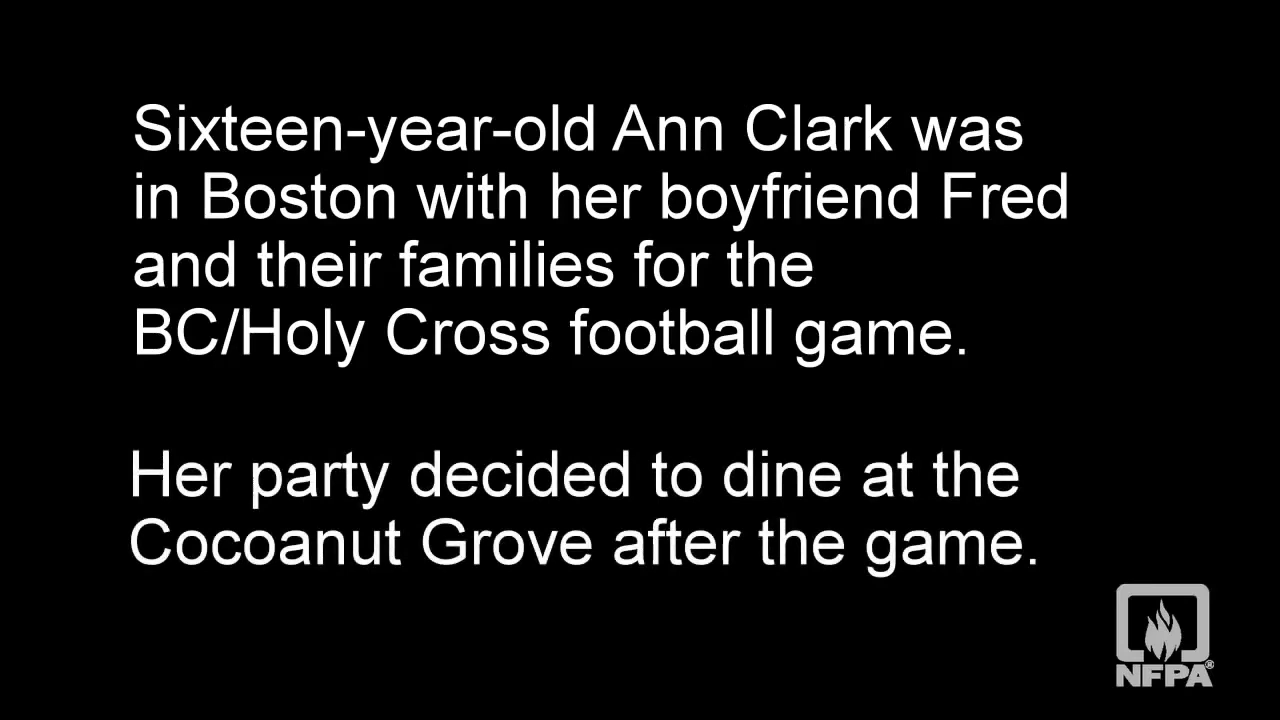 Sixteen-year-old Ann Clark was
in Boston with her boyfriend Fred
and their families for the
BC/Holy Cross football game.
Her party decided to dine at the
Cocoanut Grove after the game.
NFPA®